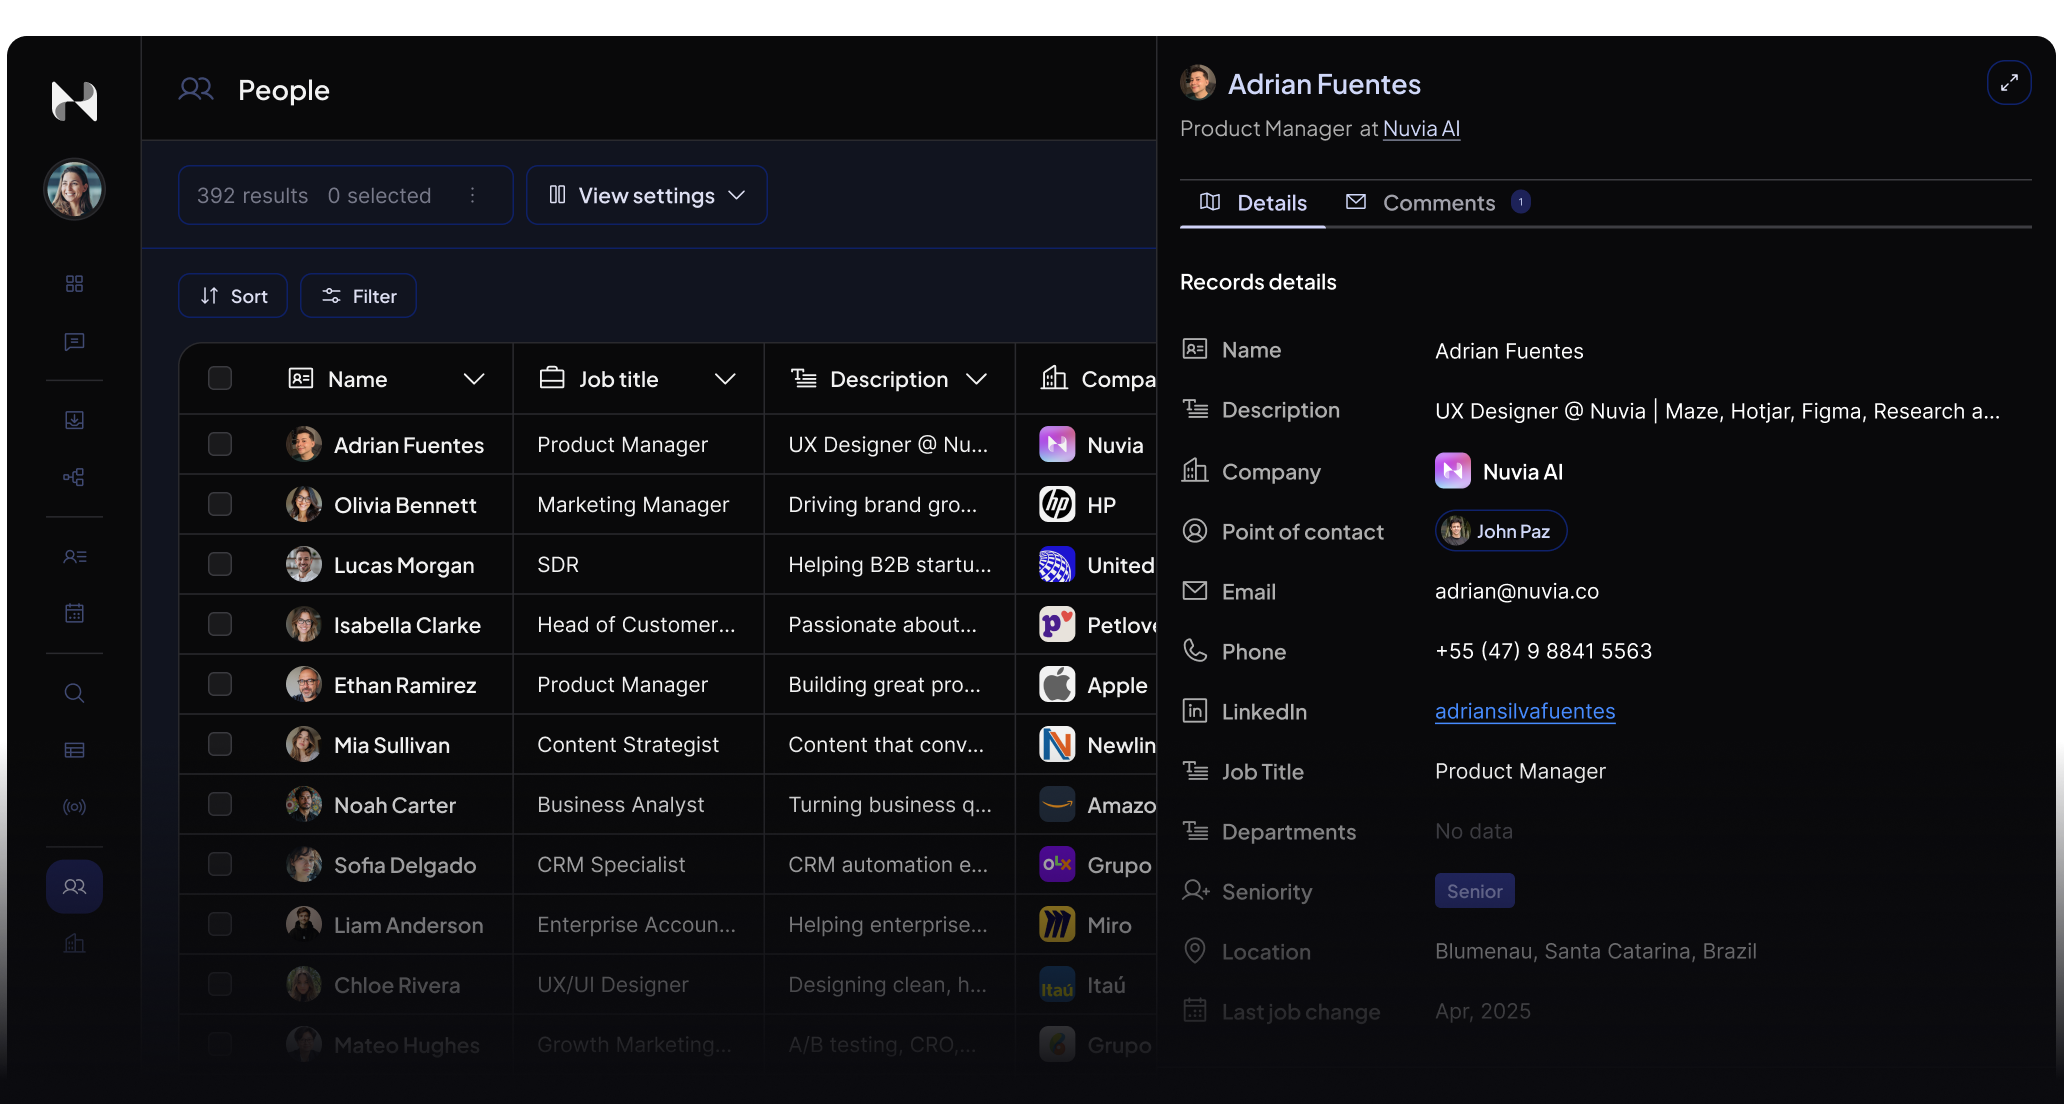 People
392 results 0 selected
View settings
Sort
Filter
Name Job title Description Compa
Adrian Fuentes Product Manager UX Designer @ Nu... Nuvia
Olivia Bennett Marketing Manager Driving brand gro... HP
Lucas Morgan SDR Helping B2B startu... United
Isabella Clarke Head of Customer... Passionate about... Petlove
Ethan Ramirez Product Manager Building great pro... Apple
Mia Sullivan Content Strategist Content that conv... Newlin
Noah Carter Business Analyst Turning business q... Amazo
Sofia Delgado CRM Specialist CRM automation e... OLX Grupo
Liam Anderson Enterprise Accoun... Helping enterprise... Miro
Chloe Rivera UX/UI Designer Designing clean, h... Itaú Itaú
Mateo Hughes Growth Marketing... A/B testing, CRO,... Grupo
Adrian Fuentes
Product Manager at Nuvia AI
Details Comments 1
Records details
Name Adrian Fuentes
Description UX Designer @ Nuvia | Maze, Hotjar, Figma, Research a...
Company Nuvia AI
Point of contact John Paz
Email adrian@nuvia.co
Phone +55 (47) 9 8841 5563
LinkedIn adriansilvafuentes
Job Title Product Manager
Departments No data
Seniority Senior
Location Blumenau, Santa Catarina, Brazil
Last job change Apr, 2025